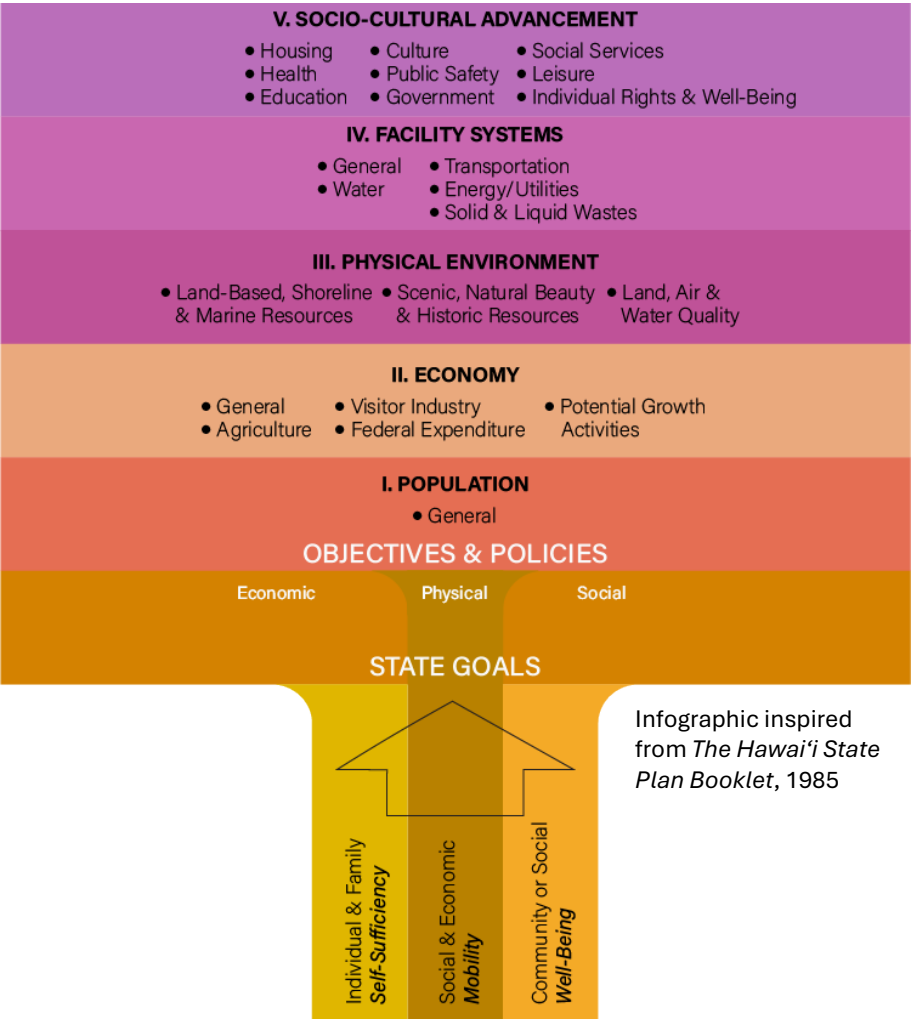 V. SOCIO-CULTURAL ADVANCEMENT
• Housing • Culture • Social Services
• Health • Public Safety • Leisure
• Education • Government • Individual Rights & Well-Being
IV. FACILITY SYSTEMS
• General • Transportation
• Water • Energy/Utilities
• Solid & Liquid Wastes
III. PHYSICAL ENVIRONMENT
• Land-Based, Shoreline • Scenic, Natural Beauty • Land, Air &
& Marine Resources & Historic Resources Water Quality
II. ECONOMY
• General • Visitor Industry • Potential Growth
• Agriculture • Federal Expenditure Activities
I. POPULATION
• General
OBJECTIVES & POLICIES
Economic Physical Social
STATE GOALS
Infographic inspired
from The Hawaiʻi State
Plan Booklet, 1985
Individual & Family
Self-Sufficiency
Social & Economic
Mobility
Community or Social
Well-Being